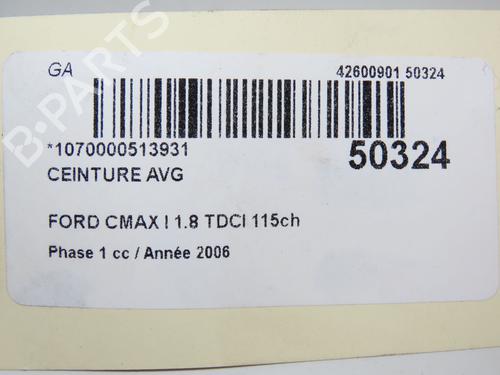 GA
42600901 50324
*1070000513931
50324
CEINTURE AVG
FORD CMAX I 1.8 TDCI 115ch
Phase 1 cc / Année 2006
B-PARTS